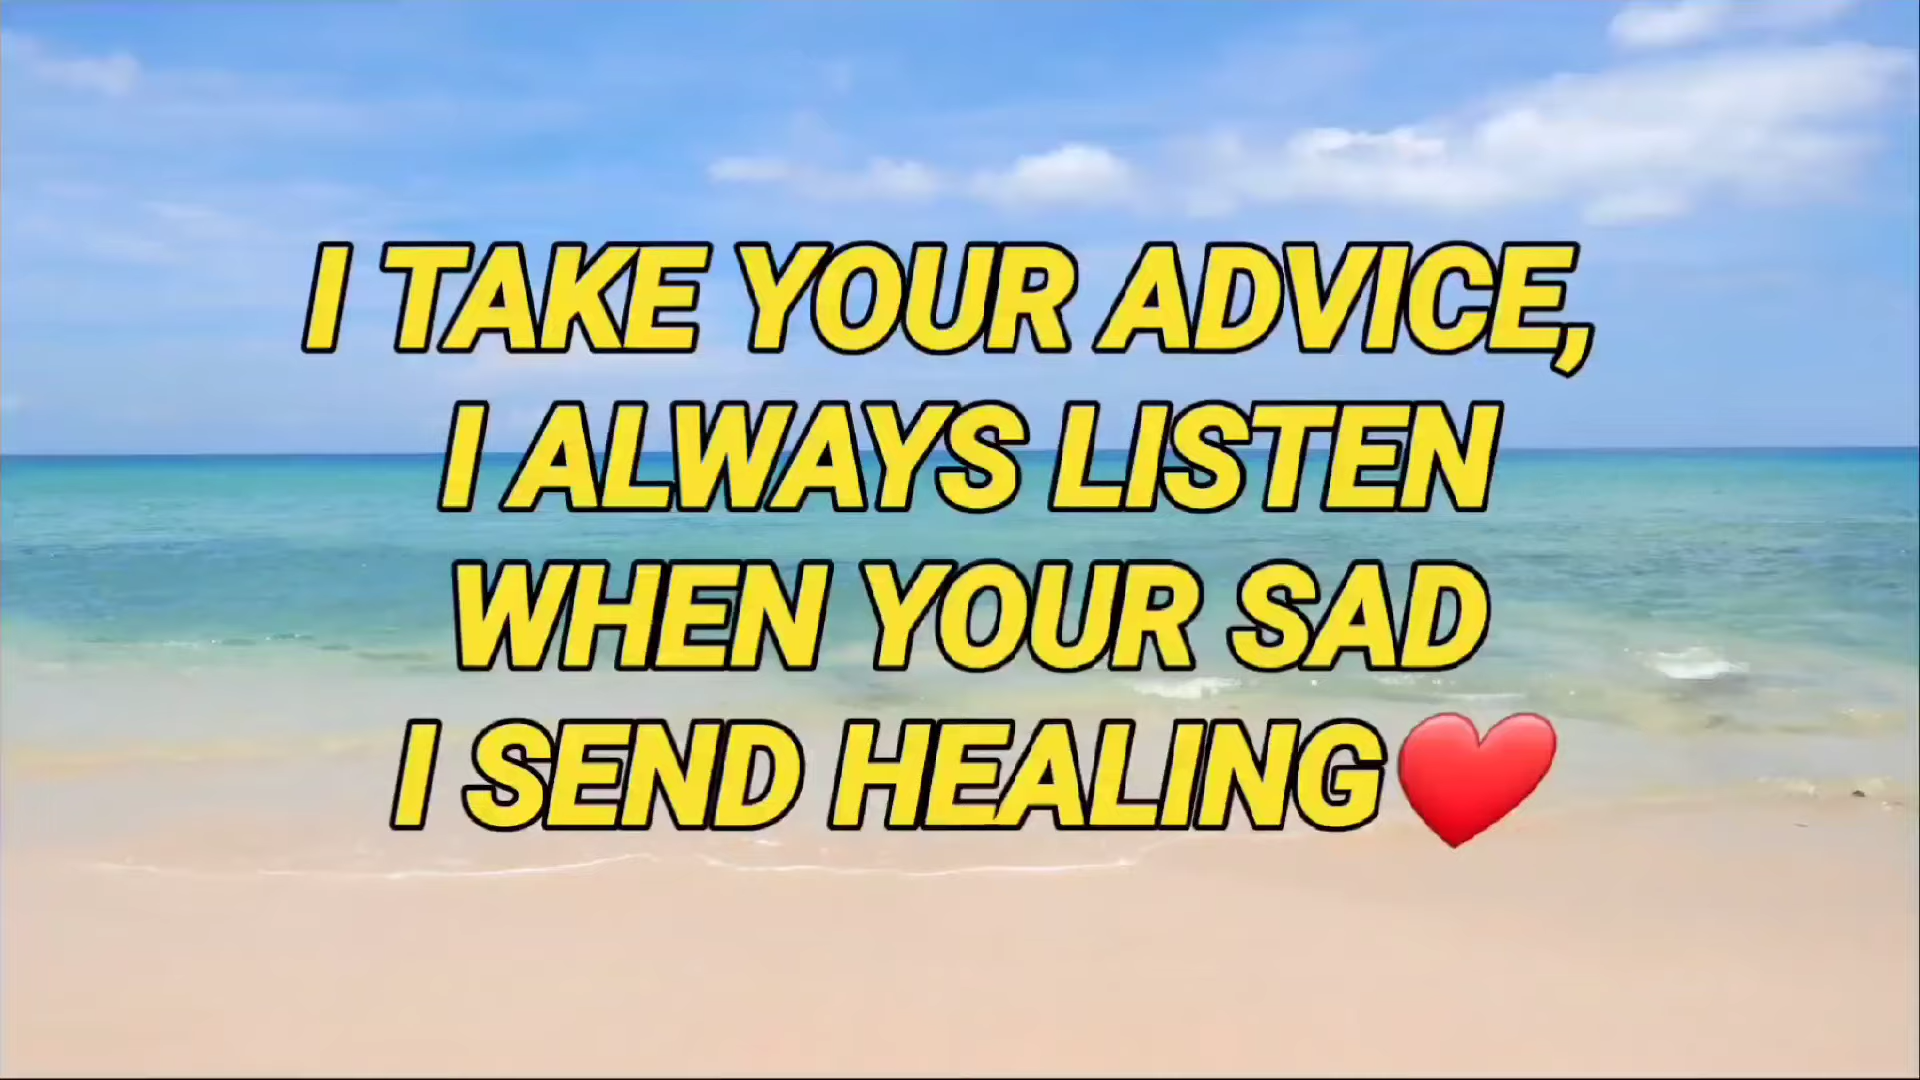 I TAKE YOUR ADVICE,
I ALWAYS LISTEN
WHEN YOUR SAD
I SEND HEALING❤️